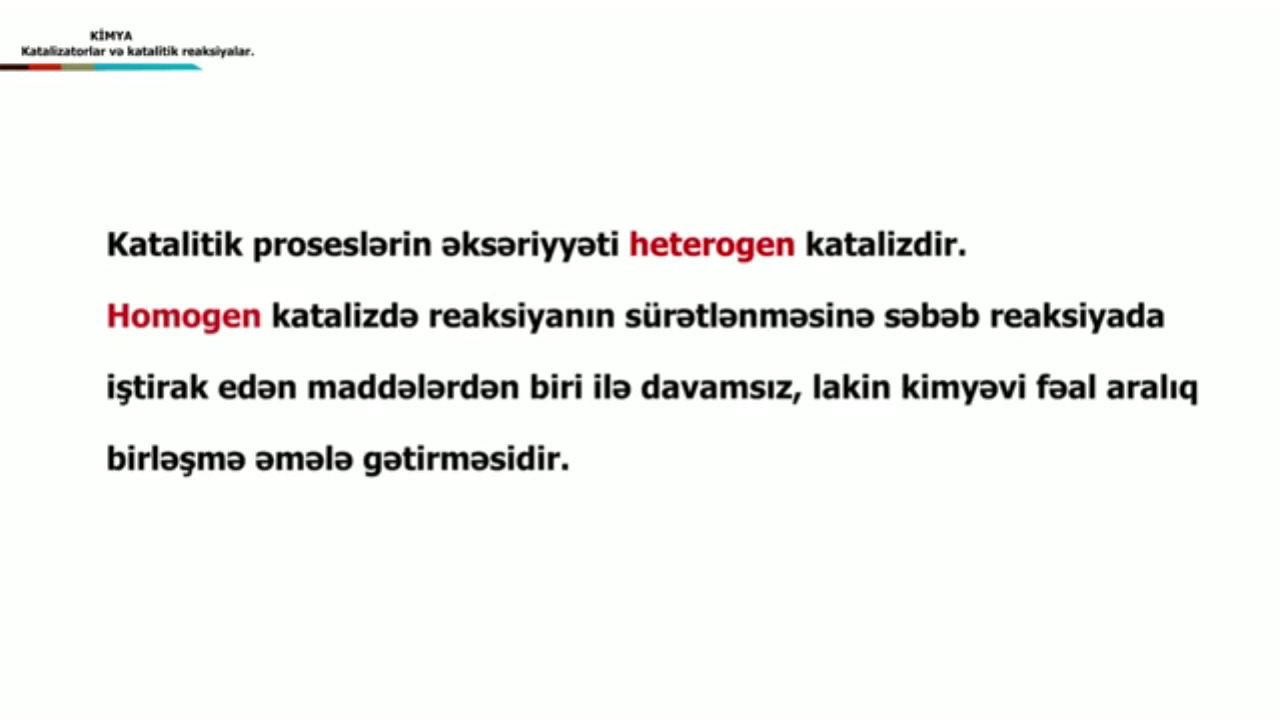 KİMYA
Katalizatorlar və katalitik reaksiyalar.
Katalitik proseslərin əksəriyyəti heterogen katalizdir.
Homogen katalizdə reaksiyanın sürətlənməsinə səbəb reaksiyada
iştirak edən maddələrdən biri ilə davamsız, lakin kimyəvi fəal aralıq
birləşmə əmələ gətirməsidir.